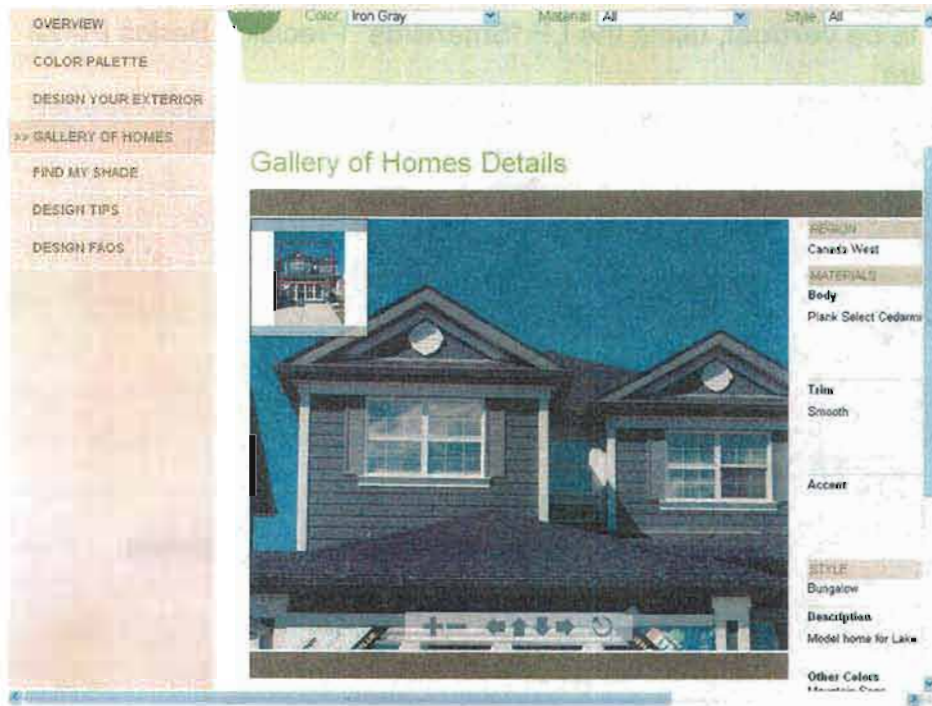 OVERVIEW
COLOR PALETTE
DESIGN YOUR EXTERIOR
>> GALLERY OF HOMES
FIND MY SHADE
DESIGN TIPS
DESIGN FAQS
Color Iron Gray Material All Style All
Gallery of Homes Details
REGION
Canada West
MATERIALS
Body
Plank Select Cedarmi
Trim
Smooth
Accent
STYLE
Bungalow
Description
Model home for Lake
Other Colors
Mountain Sage